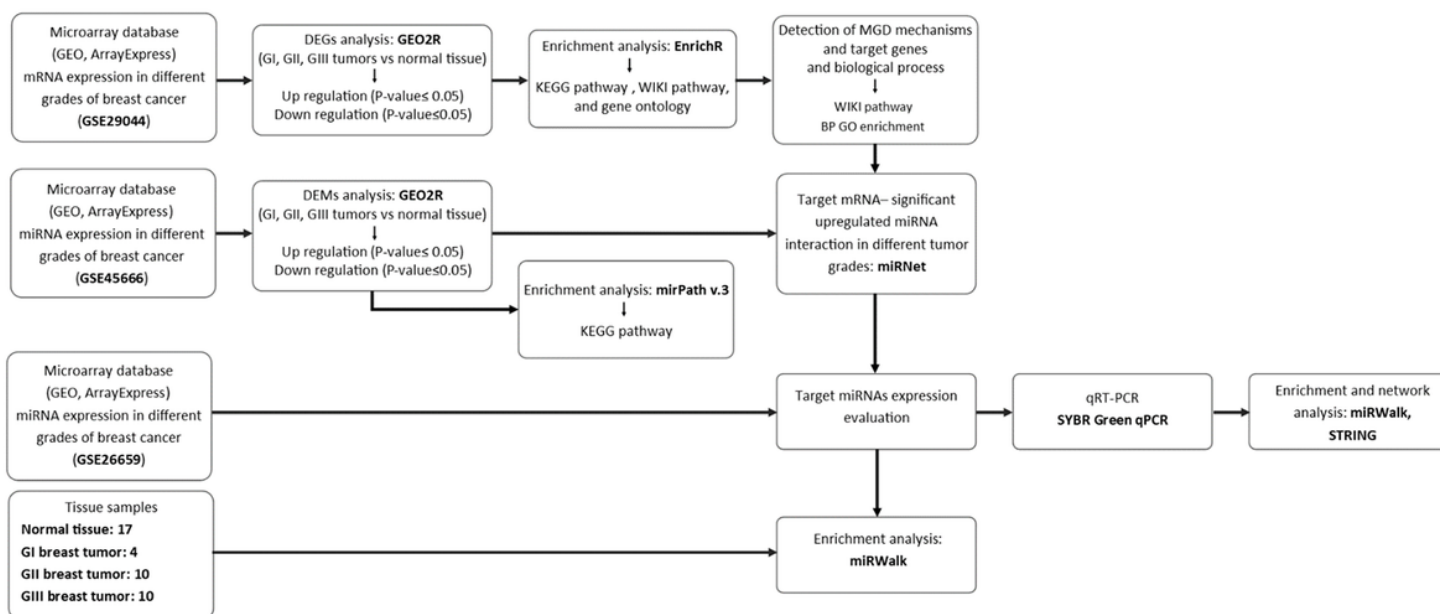 Microarray database
(GEO, ArrayExpress)
mRNA expression in different
grades of breast cancer
(GSE29044)
DEGs analysis: GEO2R
(GI, GII, GIII tumors vs normal tissue)
Up regulation (P-value≤ 0.05)
Down regulation (P-value≤0.05)
Enrichment analysis: EnrichR
KEGG pathway , WIKI pathway,
and gene ontology
Detection of MGD mechanisms
and target genes
and biological process
WIKI pathway
BP GO enrichment
Microarray database
(GEO, ArrayExpress)
miRNA expression in different
grades of breast cancer
(GSE45666)
DEMs analysis: GEO2R
(GI, GII, GIII tumors vs normal tissue)
Up regulation (P-value≤ 0.05)
Down regulation (P-value≤0.05)
Target mRNA– significant
upregulated miRNA
interaction in different tumor
grades: miRNet
Enrichment analysis: mirPath v.3
KEGG pathway
Microarray database
(GEO, ArrayExpress)
miRNA expression in different
grades of breast cancer
(GSE26659)
Target miRNAs expression
evaluation
qRT-PCR
SYBR Green qPCR
Enrichment and network
analysis: miRWalk,
STRING
Tissue samples
Normal tissue: 17
GI breast tumor: 4
GII breast tumor: 10
GIII breast tumor: 10
Enrichment analysis:
miRWalk